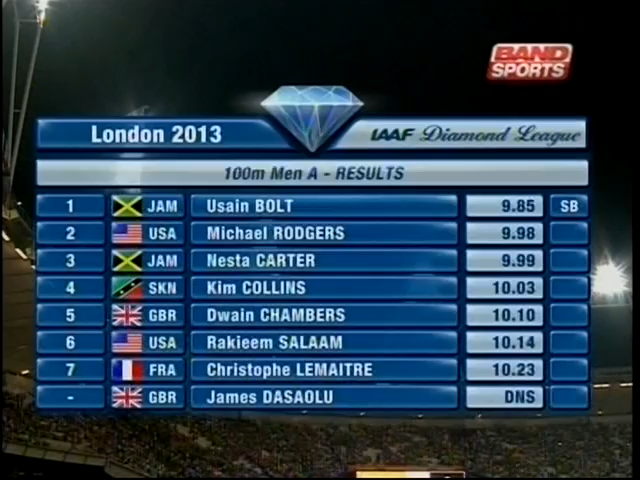 BAND
SPORTS
London 2013 IAAF Diamond League
100m Men A - RESULTS
1 JAM Usain BOLT 9.85 SB
2 USA Michael RODGERS 9.98
3 JAM Nesta CARTER 9.99
4 SKN Kim COLLINS 10.03
5 GBR Dwain CHAMBERS 10.10
6 USA Rakieem SALAAM 10.14
7 FRA Christophe LEMAITRE 10.23
- GBR James DASAOLU DNS